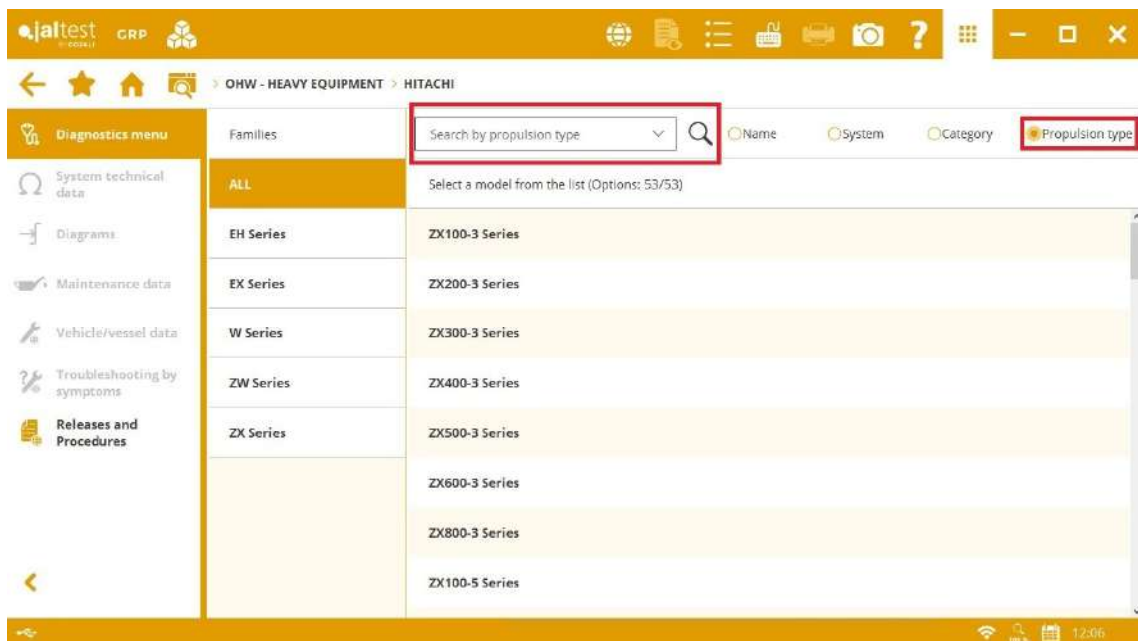 jaltest GRP
BY COJALI
?
> OHW - HEAVY EQUIPMENT > HITACHI
Diagnostics menu
System technical
data
Diagrams
Maintenance data
Vehicle/vessel data
Troubleshooting by
symptoms
Releases and
Procedures
Families
ALL
EH Series
EX Series
W Series
ZW Series
ZX Series
Search by propulsion type
Name
System
Category
Propulsion type
Select a model from the list (Options: 53/53)
ZX100-3 Series
ZX200-3 Series
ZX300-3 Series
ZX400-3 Series
ZX500-3 Series
ZX600-3 Series
ZX800-3 Series
ZX100-5 Series
12:06